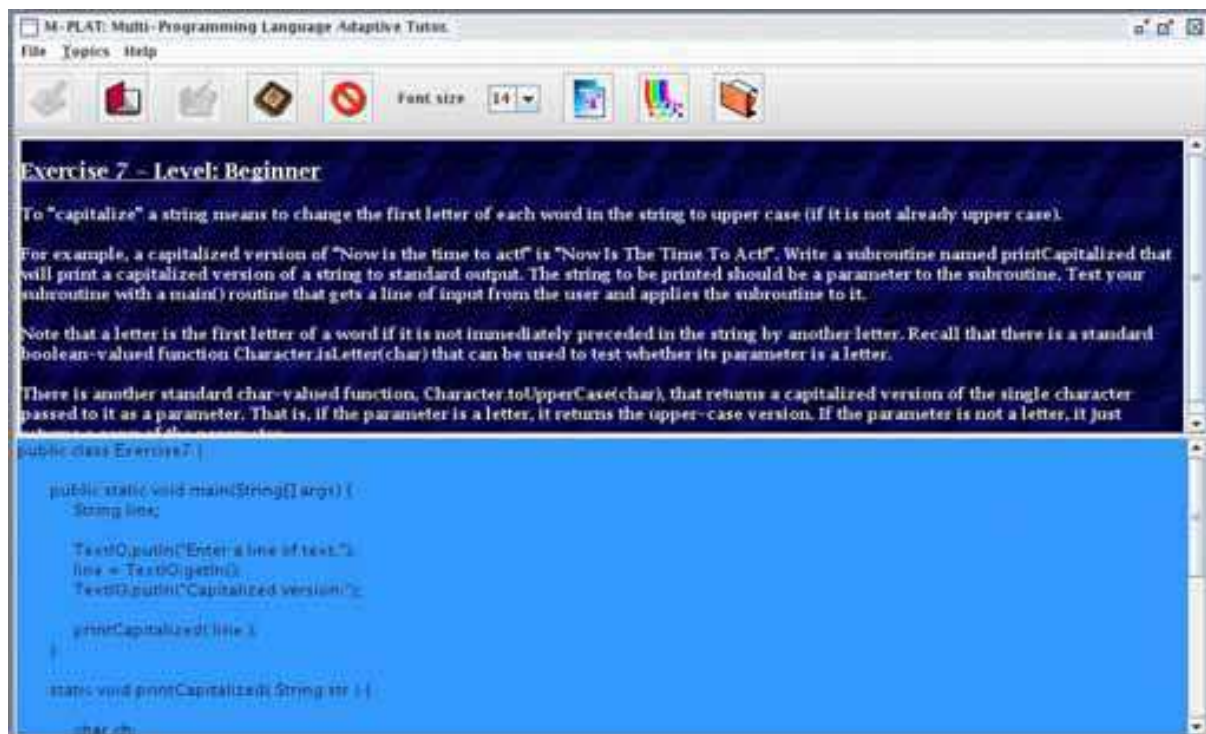 M-PLAT: Multi-Programming Language Adaptive Tutor.
File Topics Help
Font size 14
Exercise 7 - Level: Beginner
To "capitalize" a string means to change the first letter of each word in the string to upper case (if it is not already upper case).
For example, a capitalized version of "Now is the time to act!" is "Now Is The Time To Act!". Write a subroutine named printCapitalized that
will print a capitalized version of a string to standard output. The string to be printed should be a parameter to the subroutine. Test your
subroutine with a main() routine that gets a line of input from the user and applies the subroutine to it.
Note that a letter is the first letter of a word if it is not immediately preceded in the string by another letter. Recall that there is a standard
boolean-valued function Character.isLetter(char) that can be used to test whether its parameter is a letter.
There is another standard char-valued function, Character.toUpperCase(char), that returns a capitalized version of the single character
passed to it as a parameter. That is, if the parameter is a letter, it returns the upper-case version. If the parameter is not a letter, it just
returns a copy of the parameter.
public class Exercise7 {
public static void main(String[] args) {
String line;
TextIO.putln("Enter a line of text.");
line = TextIO.getln();
TextIO.putln("Capitalized version:");
printCapitalized( line );
}
static void printCapitalized( String str ) {
char ch;